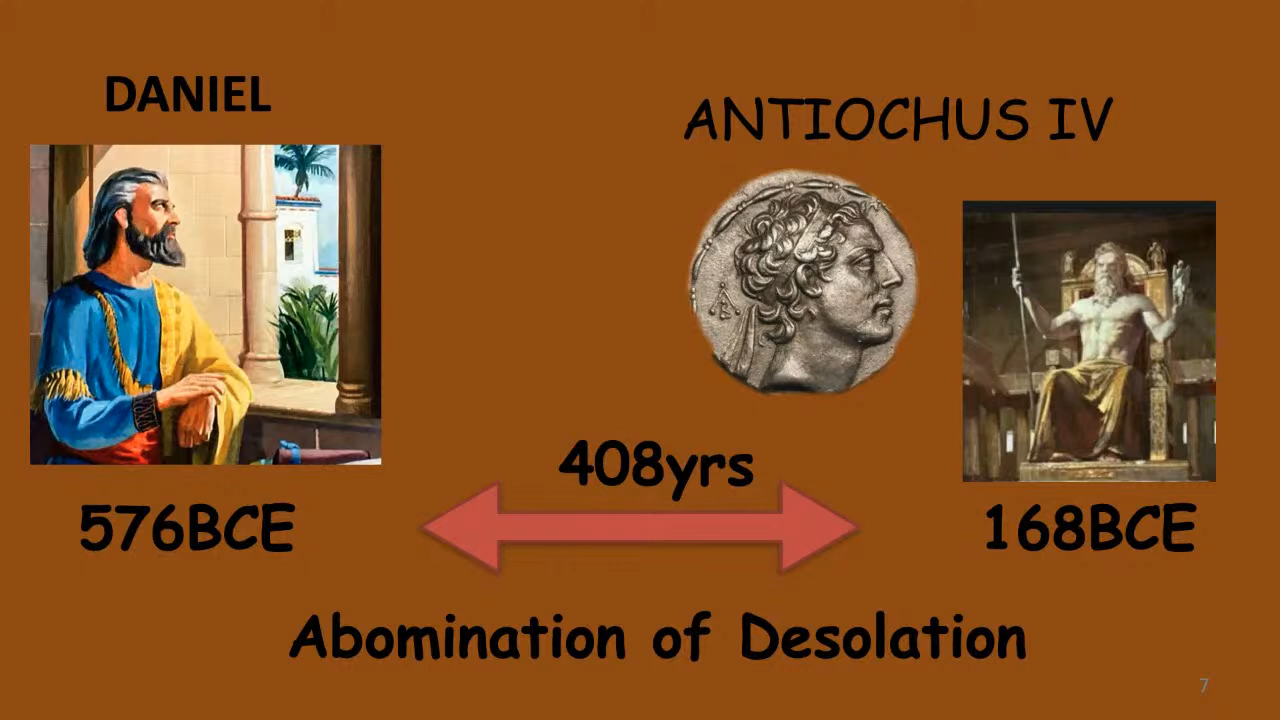 DANIEL
ANTIOCHUS IV
408yrs
576BCE
168BCE
Abomination of Desolation
7